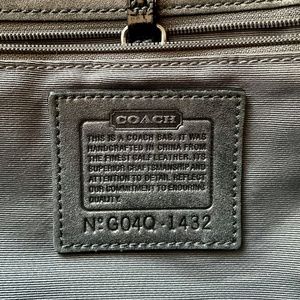 COACH
THIS IS A COACH BAG. IT WAS
HANDCRAFTED IN CHINA FROM
THE FINEST CALF LEATHER. ITS
SUPERIOR CRAFTSMANSHIP AND
ATTENTION TO DETAIL REFLECT
OUR COMMITMENT TO ENDURING
QUALITY.
Nº G04Q-1432